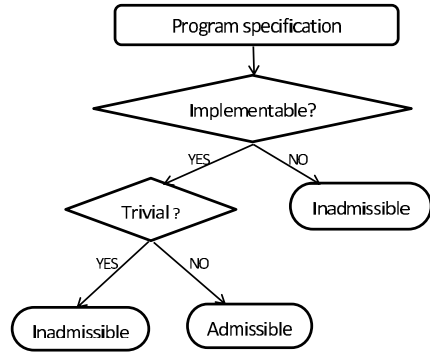 Program specification
Implementable?
YES
NO
Trivial ?
Inadmissible
YES
NO
Inadmissible
Admissible